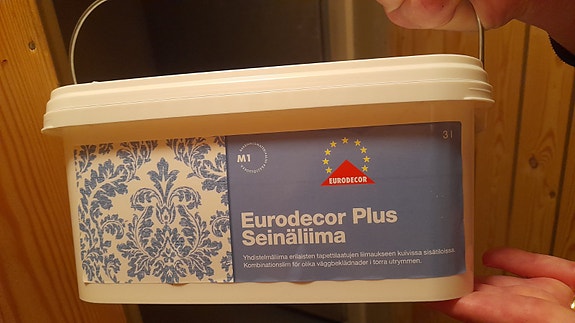 3 l
M1
EURODECOR
Eurodecor Plus
Seinäliima
Yhdistelmäliima erilaisten tapettilaatujen liimaukseen kuivissa sisätiloissa.
Kombinationslim för olika väggbeklädnader i torra utrymmen.